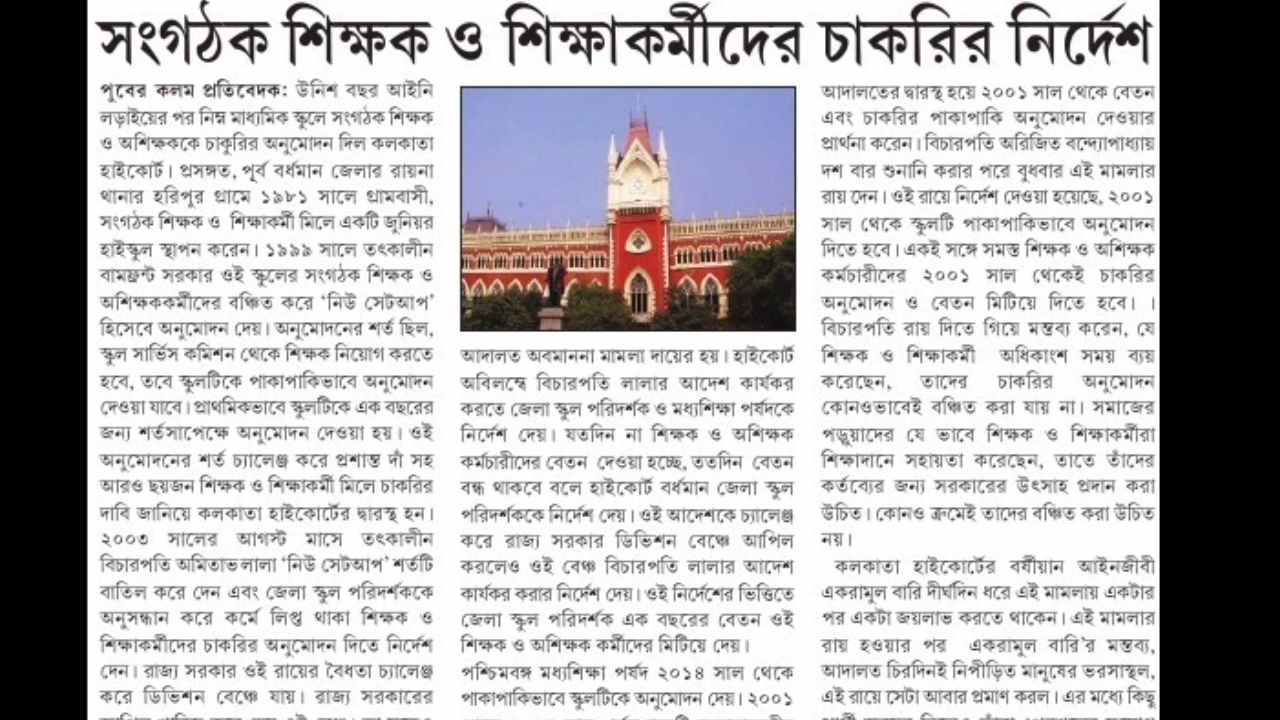 সংগঠক শিক্ষক ও শিক্ষাকর্মীদের চাকরির নির্দেশ
পুবের কলম প্রতিবেদক: উনিশ বছর আইনি
লড়াইয়ের পর নিম্ন মাধ্যমিক স্কুলে সংগঠক শিক্ষক
ও অশিক্ষককে চাকুরির অনুমোদন দিল কলকাতা
হাইকোর্ট। প্রসঙ্গত, পূর্ব বর্ধমান জেলার রায়না
থানার হরিপুর গ্রামে ১৯৮১ সালে গ্রামবাসী,
সংগঠক শিক্ষক ও শিক্ষাকর্মী মিলে একটি জুনিয়র
হাইস্কুল স্থাপন করেন। ১৯৯৯ সালে তৎকালীন
বামফ্রন্ট সরকার ওই স্কুলের সংগঠক শিক্ষক ও
অশিক্ষককর্মীদের বঞ্চিত করে ‘নিউ সেটআপ’
হিসেবে অনুমোদন দেয়। অনুমোদনের শর্ত ছিল,
স্কুল সার্ভিস কমিশন থেকে শিক্ষক নিয়োগ করতে
হবে, তবে স্কুলটিকে পাকাপাকিভাবে অনুমোদন
দেওয়া যাবে। প্রাথমিকভাবে স্কুলটিকে এক বছরের
জন্য শর্তসাপেক্ষে অনুমোদন দেওয়া হয়। ওই
অনুমোদনের শর্ত চ্যালেঞ্জ করে প্রশান্ত দাঁ সহ
আরও ছয়জন শিক্ষক ও শিক্ষাকর্মী মিলে চাকরির
দাবি জানিয়ে কলকাতা হাইকোর্টের দ্বারস্থ হন।
২০০৩ সালের আগস্ট মাসে তৎকালীন
বিচারপতি অমিতাভ লালা ‘নিউ সেটআপ’ শর্তটি
বাতিল করে দেন এবং জেলা স্কুল পরিদর্শককে
অনুসন্ধান করে কর্মে লিপ্ত থাকা শিক্ষক ও
শিক্ষাকর্মীদের চাকরির অনুমোদন দিতে নির্দেশ
দেন। রাজ্য সরকার ওই রায়ের বৈধতা চ্যালেঞ্জ
করে ডিভিশন বেঞ্চে যায়। রাজ্য সরকারের
আদালত অবমাননা মামলা দায়ের হয়। হাইকোর্ট
অবিলম্বে বিচারপতি লালার আদেশ কার্যকর
করতে জেলা স্কুল পরিদর্শক ও মধ্যশিক্ষা পর্ষদকে
নির্দেশ দেয়। যতদিন না শিক্ষক ও অশিক্ষক
কর্মচারীদের বেতন দেওয়া হচ্ছে, ততদিন বেতন
বন্ধ থাকবে বলে হাইকোর্ট বর্ধমান জেলা স্কুল
পরিদর্শককে নির্দেশ দেয়। ওই আদেশকে চ্যালেঞ্জ
করে রাজ্য সরকার ডিভিশন বেঞ্চে আপিল
করলেও ওই বেঞ্চ বিচারপতি লালার আদেশ
কার্যকর করার নির্দেশ দেয়। ওই নির্দেশের ভিত্তিতে
জেলা স্কুল পরিদর্শক এক বছরের বেতন ওই
শিক্ষক ও অশিক্ষক কর্মীদের মিটিয়ে দেয়।
পশ্চিমবঙ্গ মধ্যশিক্ষা পর্ষদ ২০১৪ সাল থেকে
পাকাপাকিভাবে স্কুলটিকে অনুমোদন দেয়। ২০০১
আদালতের দ্বারস্থ হয়ে ২০০১ সাল থেকে বেতন
এবং চাকরির পাকাপাকি অনুমোদন দেওয়ার
প্রার্থনা করেন। বিচারপতি অরিজিত বন্দ্যোপাধ্যায়
দশ বার শুনানি করার পরে বুধবার এই মামলার
রায় দেন। ওই রায়ে নির্দেশ দেওয়া হয়েছে, ২০০১
সাল থেকে স্কুলটি পাকাপাকিভাবে অনুমোদন
দিতে হবে। একই সঙ্গে সমস্ত শিক্ষক ও অশিক্ষক
কর্মচারীদের ২০০১ সাল থেকেই চাকরির
অনুমোদন ও বেতন মিটিয়ে দিতে হবে। ।
বিচারপতি রায় দিতে গিয়ে মন্তব্য করেন, যে
শিক্ষক ও শিক্ষাকর্মী অধিকাংশ সময় ব্যয়
করেছেন, তাদের চাকরির অনুমোদন
কোনওভাবেই বঞ্চিত করা যায় না। সমাজের
পড়ুয়াদের যে ভাবে শিক্ষক ও শিক্ষাকর্মীরা
শিক্ষাদানে সহায়তা করেছেন, তাতে তাঁদের
কর্তব্যের জন্য সরকারের উৎসাহ প্রদান করা
উচিত। কোনও ক্রমেই তাদের বঞ্চিত করা উচিত
নয়।
কলকাতা হাইকোর্টের বর্ষীয়ান আইনজীবী
একরামুল বারি দীর্ঘদিন ধরে এই মামলায় একটার
পর একটা জয়লাভ করতে থাকেন। এই মামলার
রায় হওয়ার পর একরামুল বারি’র মন্তব্য,
আদালত চিরদিনই নিপীড়িত মানুষের ভরসাস্থল,
এই রায়ে সেটা আবার প্রমাণ করল। এর মধ্যে কিছু